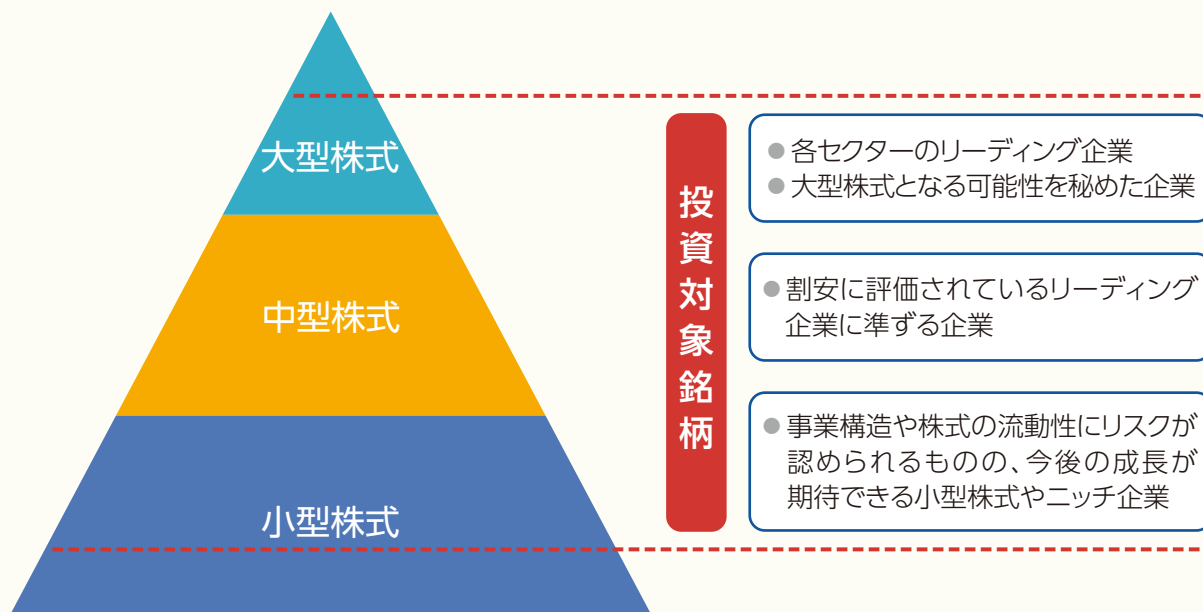 大型株式
中型株式
小型株式
投資対象銘柄
● 各セクターのリーディング企業
● 大型株式となる可能性を秘めた企業
● 割安に評価されているリーディング
企業に準ずる企業
● 事業構造や株式の流動性にリスクが
認められるものの、今後の成長が
期待できる小型株式やニッチ企業